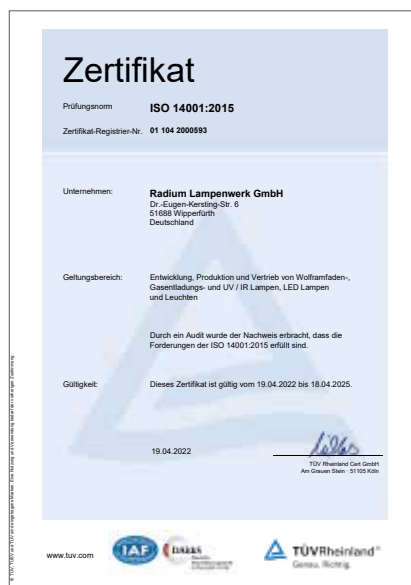 Zertifikat
Prüfungsnorm ISO 14001:2015
Zertifikat-Registrier-Nr. 01 104 2000593
Unternehmen: Radium Lampenwerk GmbH
Dr.-Eugen-Kersting-Str. 6
51688 Wipperfürth
Deutschland
Geltungsbereich: Entwicklung, Produktion und Vertrieb von Wolframfaden-,
Gasentladungs- und UV / IR Lampen, LED Lampen
und Leuchten
Durch ein Audit wurde der Nachweis erbracht, dass die
Forderungen der ISO 14001:2015 erfüllt sind.
Gültigkeit: Dieses Zertifikat ist gültig vom 19.04.2022 bis 18.04.2025.
19.04.2022
TÜV Rheinland Cert GmbH
Am Grauen Stein · 51105 Köln
www.tuv.com
IAF
DAkkS
TÜVRheinland®
Genau. Richtig.